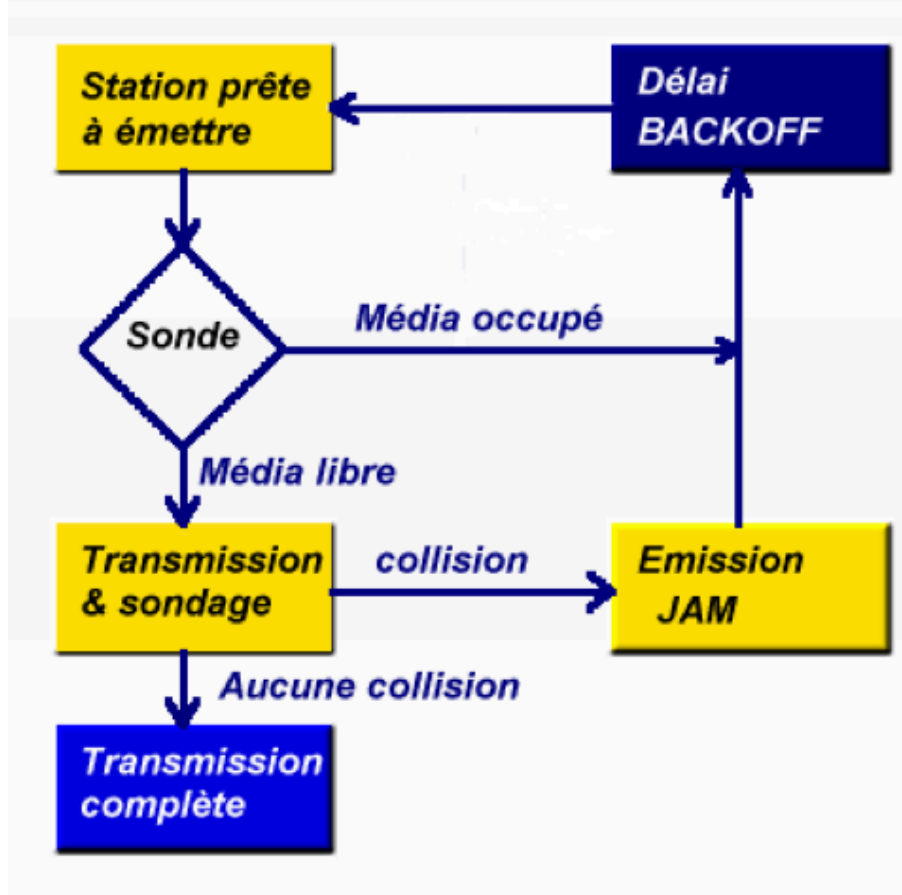 Station prête
à émettre
Délai
BACKOFF
Sonde
Média occupé
Média libre
Transmission
& sondage
collision
Emission
JAM
Aucune collision
Transmission
complète